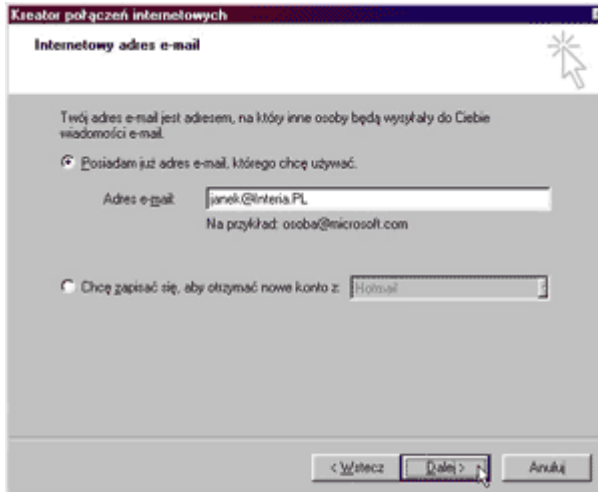 Kreator połączeń internetowych
Internetowy adres e-mail
Twój adres e-mail jest adresem, na który inne osoby będą wysyłały do Ciebie
wiadomości e-mail.
Posiadam już adres e-mail, którego chcę używać.
Adres e-mail: janek@Interia.PL
Na przykład: osoba@microsoft.com
Chcę zapisać się, aby otrzymać nowe konto z: Hotmail
< Wstecz Dalej > Anuluj